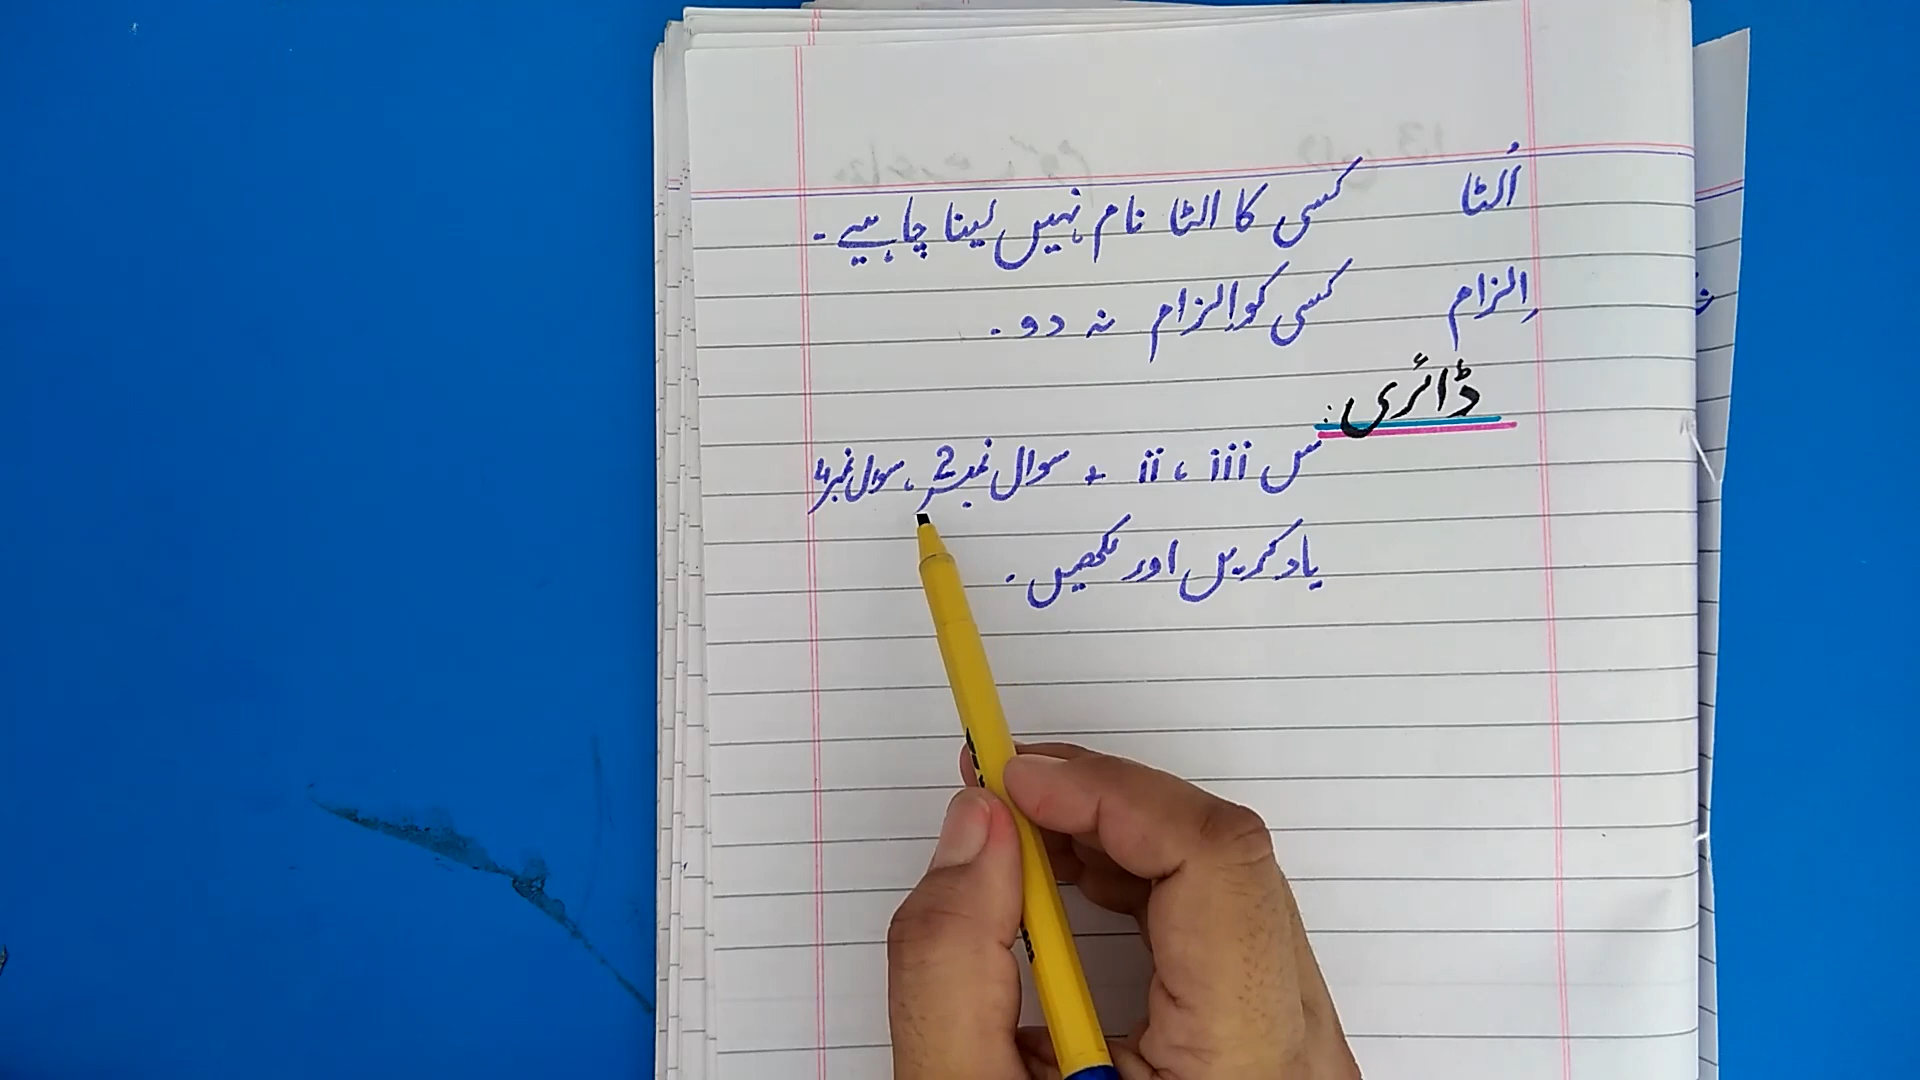 اُلٹا کسی کا الٹا نام نہیں لینا چاہیے۔
اِلزام کسی کو اِلزام نہ دو۔
ڈائری:
س iii ، ii + سوال نمبر 2 ، سوال نمبر 4
یاد کریں اور لکھیں۔